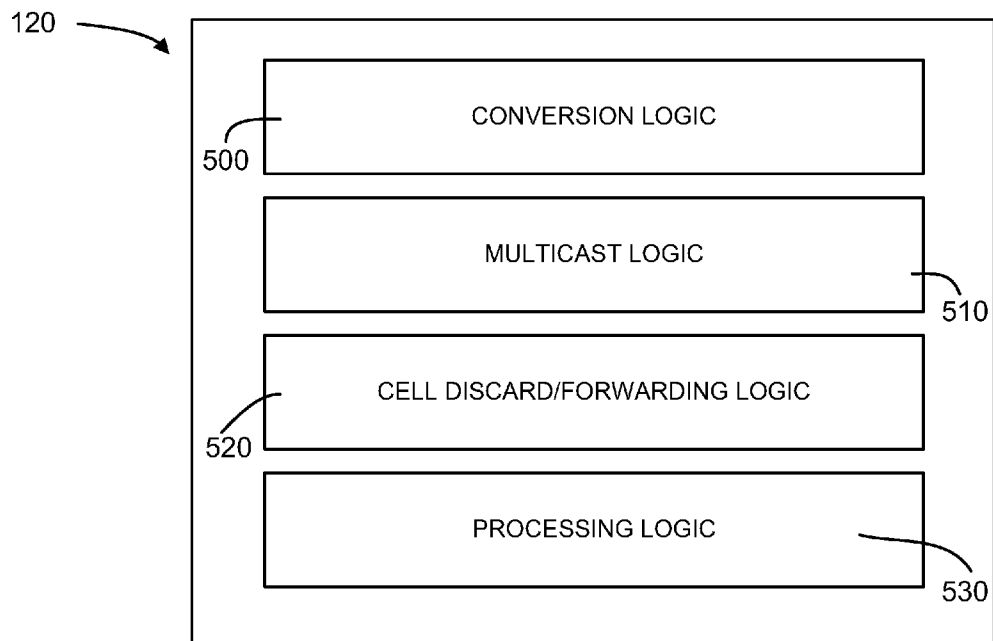 120
CONVERSION LOGIC
500
MULTICAST LOGIC
510
CELL DISCARD/FORWARDING LOGIC
520
PROCESSING LOGIC
530